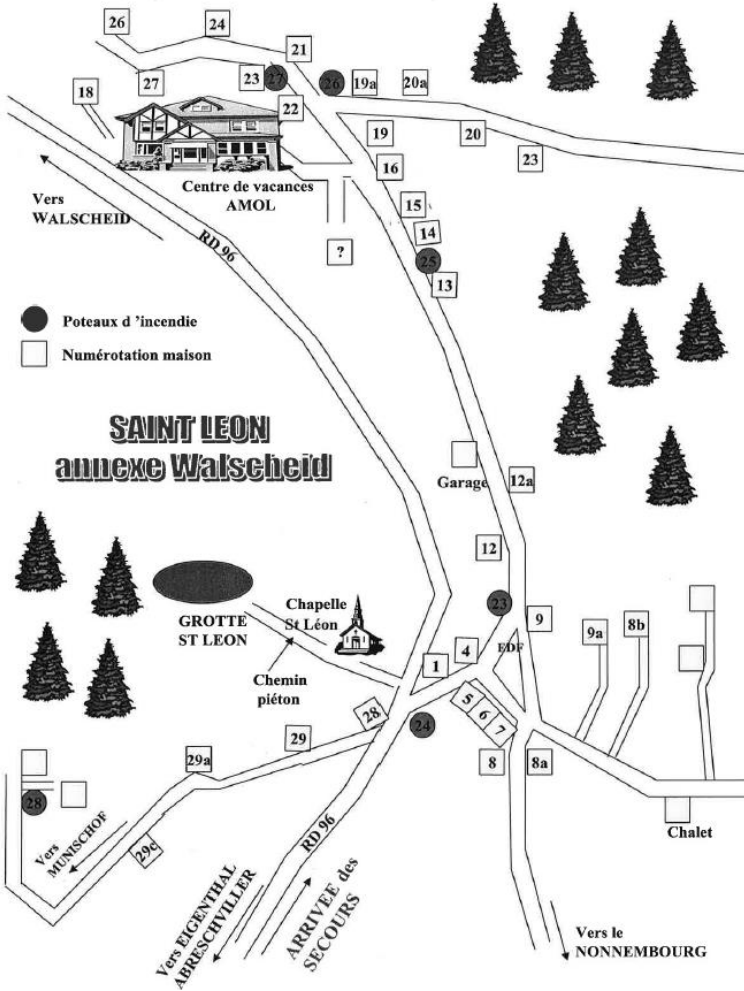 26
24
21
27
23
27
26
19a
20a
18
22
19
20
23
16
Centre de vacances
AMOL
Vers
WALSCHEID
RD 96
15
14
?
25
13
Poteaux d 'incendie
Numérotation maison
SAINT LEON
annexe Walscheid
Garage
12a
12
23
9
9a
8b
GROTTE
ST LEON
Chapelle
St Léon
Chemin
piéton
1
4
EDF
5
6
7
28
24
29
29a
8
8a
28
Vers
MUNISCHOF
29c
RD 96
Chalet
Vers EIGENTHAL
ABRESCHVILLER
ARRIVEE des
SECOURS
Vers le
NONNEMBOURG